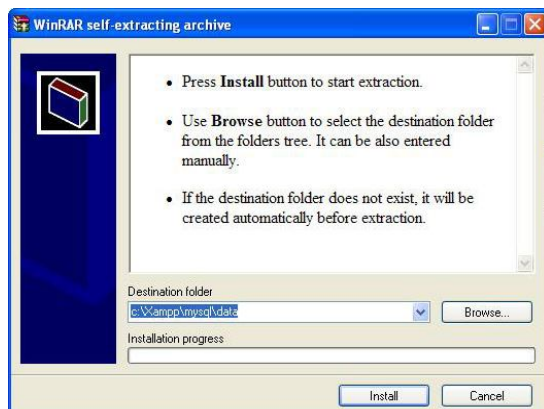 WinRAR self-extracting archive
Press Install button to start extraction.
Use Browse button to select the destination folder
from the folders tree. It can be also entered
manually.
If the destination folder does not exist, it will be
created automatically before extraction.
Destination folder
c:\Xampp\mysql\data
Browse...
Installation progress
Install
Cancel